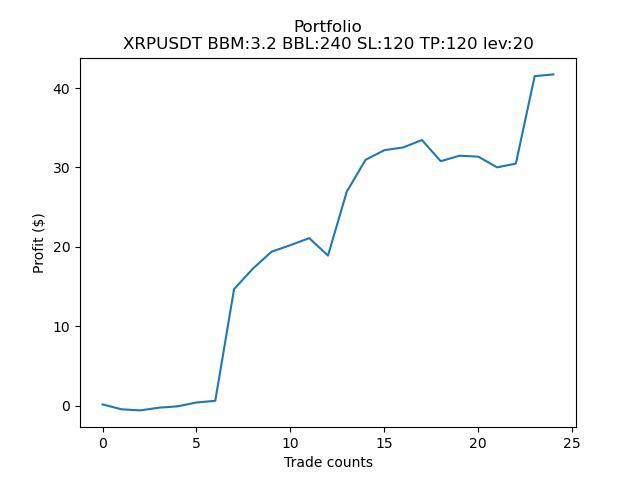 Portfolio
XRPUSDT BBM:3.2 BBL:240 SL:120 TP:120 lev:20
Profit ($)
40
30
20
10
0
0 5 10 15 20 25
Trade counts